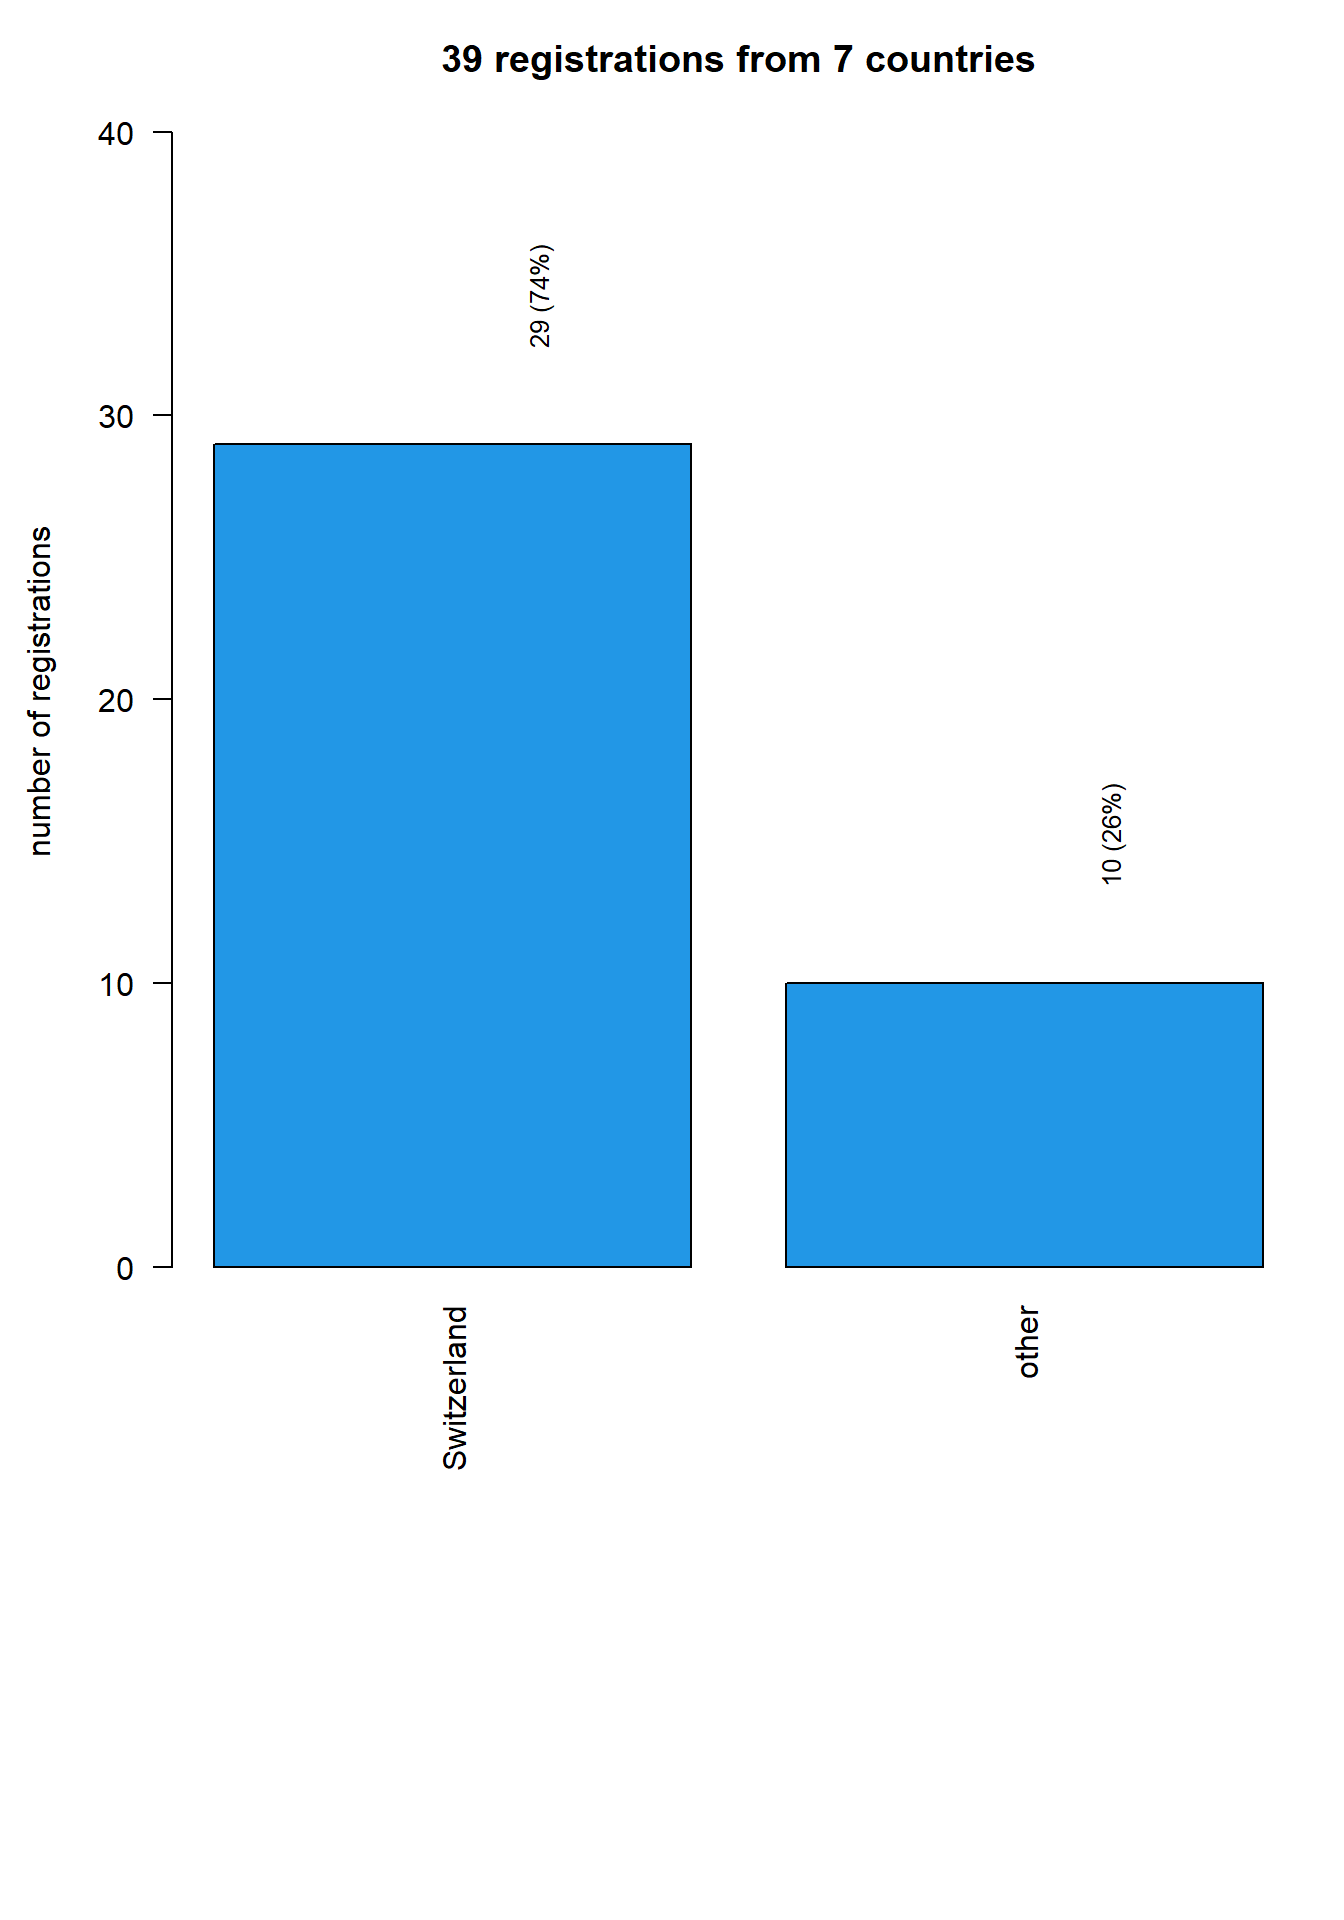 39 registrations from 7 countries
40
30
20
10
0
number of registrations
29 (74%)
10 (26%)
Switzerland
other